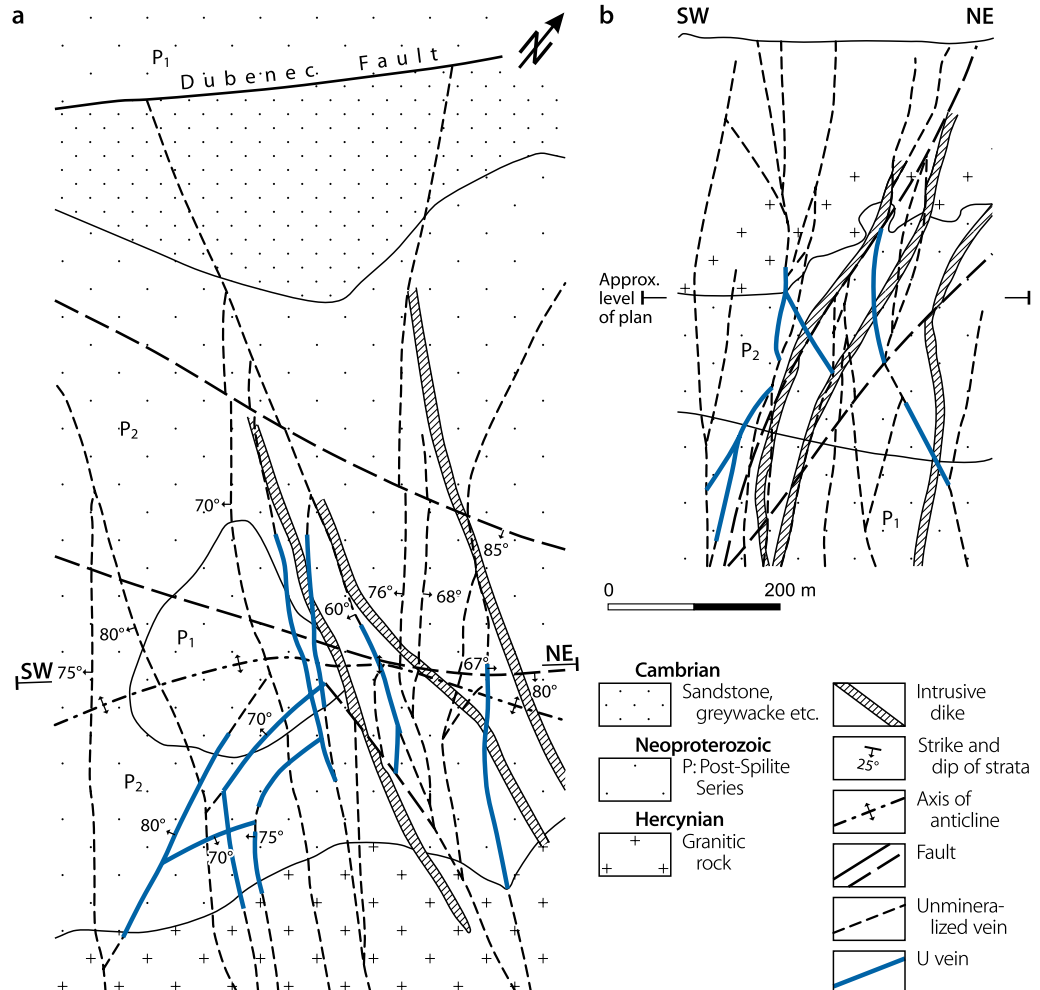 a
P1
Dubenec Fault
N
P2
70°
85°
76°
68°
60°
80°
P1
SW
75°
67°
NE
80°
70°
P2
80°
70°
75°
b
SW
NE
Approx.
level
of plan
P2
P1
0 200 m
Cambrian
Sandstone,
greywacke etc.
Neoproterozoic
P: Post-Spilite
Series
Hercynian
Granitic
rock
Intrusive
dike
25°
Strike and
dip of strata
Axis of
anticline
Fault
Unminera-
lized vein
U vein